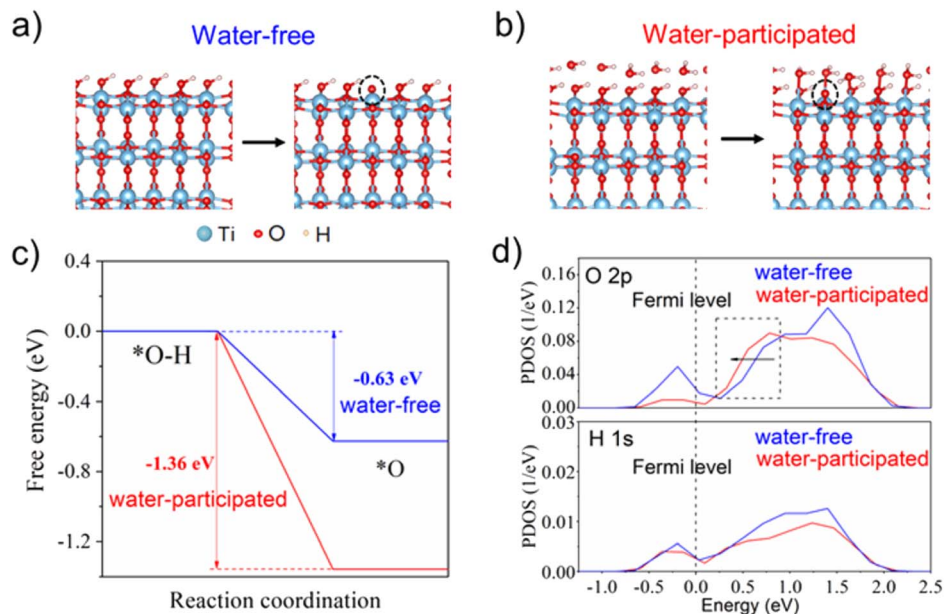 a)
Water-free
b)
Water-participated
Ti O H
c)
Free energy (eV)
0.4
0.0
-0.4
-0.8
-1.2
*O-H
-0.63 eV
water-free
*O
-1.36 eV
water-participated
Reaction coordination
d)
PDOS (1/eV)
0.16
0.12
0.08
0.04
0.00
O 2p
Fermi level
water-free
water-participated
PDOS (1/eV)
0.03
0.02
0.01
0.00
H 1s
Fermi level
water-free
water-participated
-1.0 -0.5 0.0 0.5 1.0 1.5 2.0 2.5
Energy (eV)